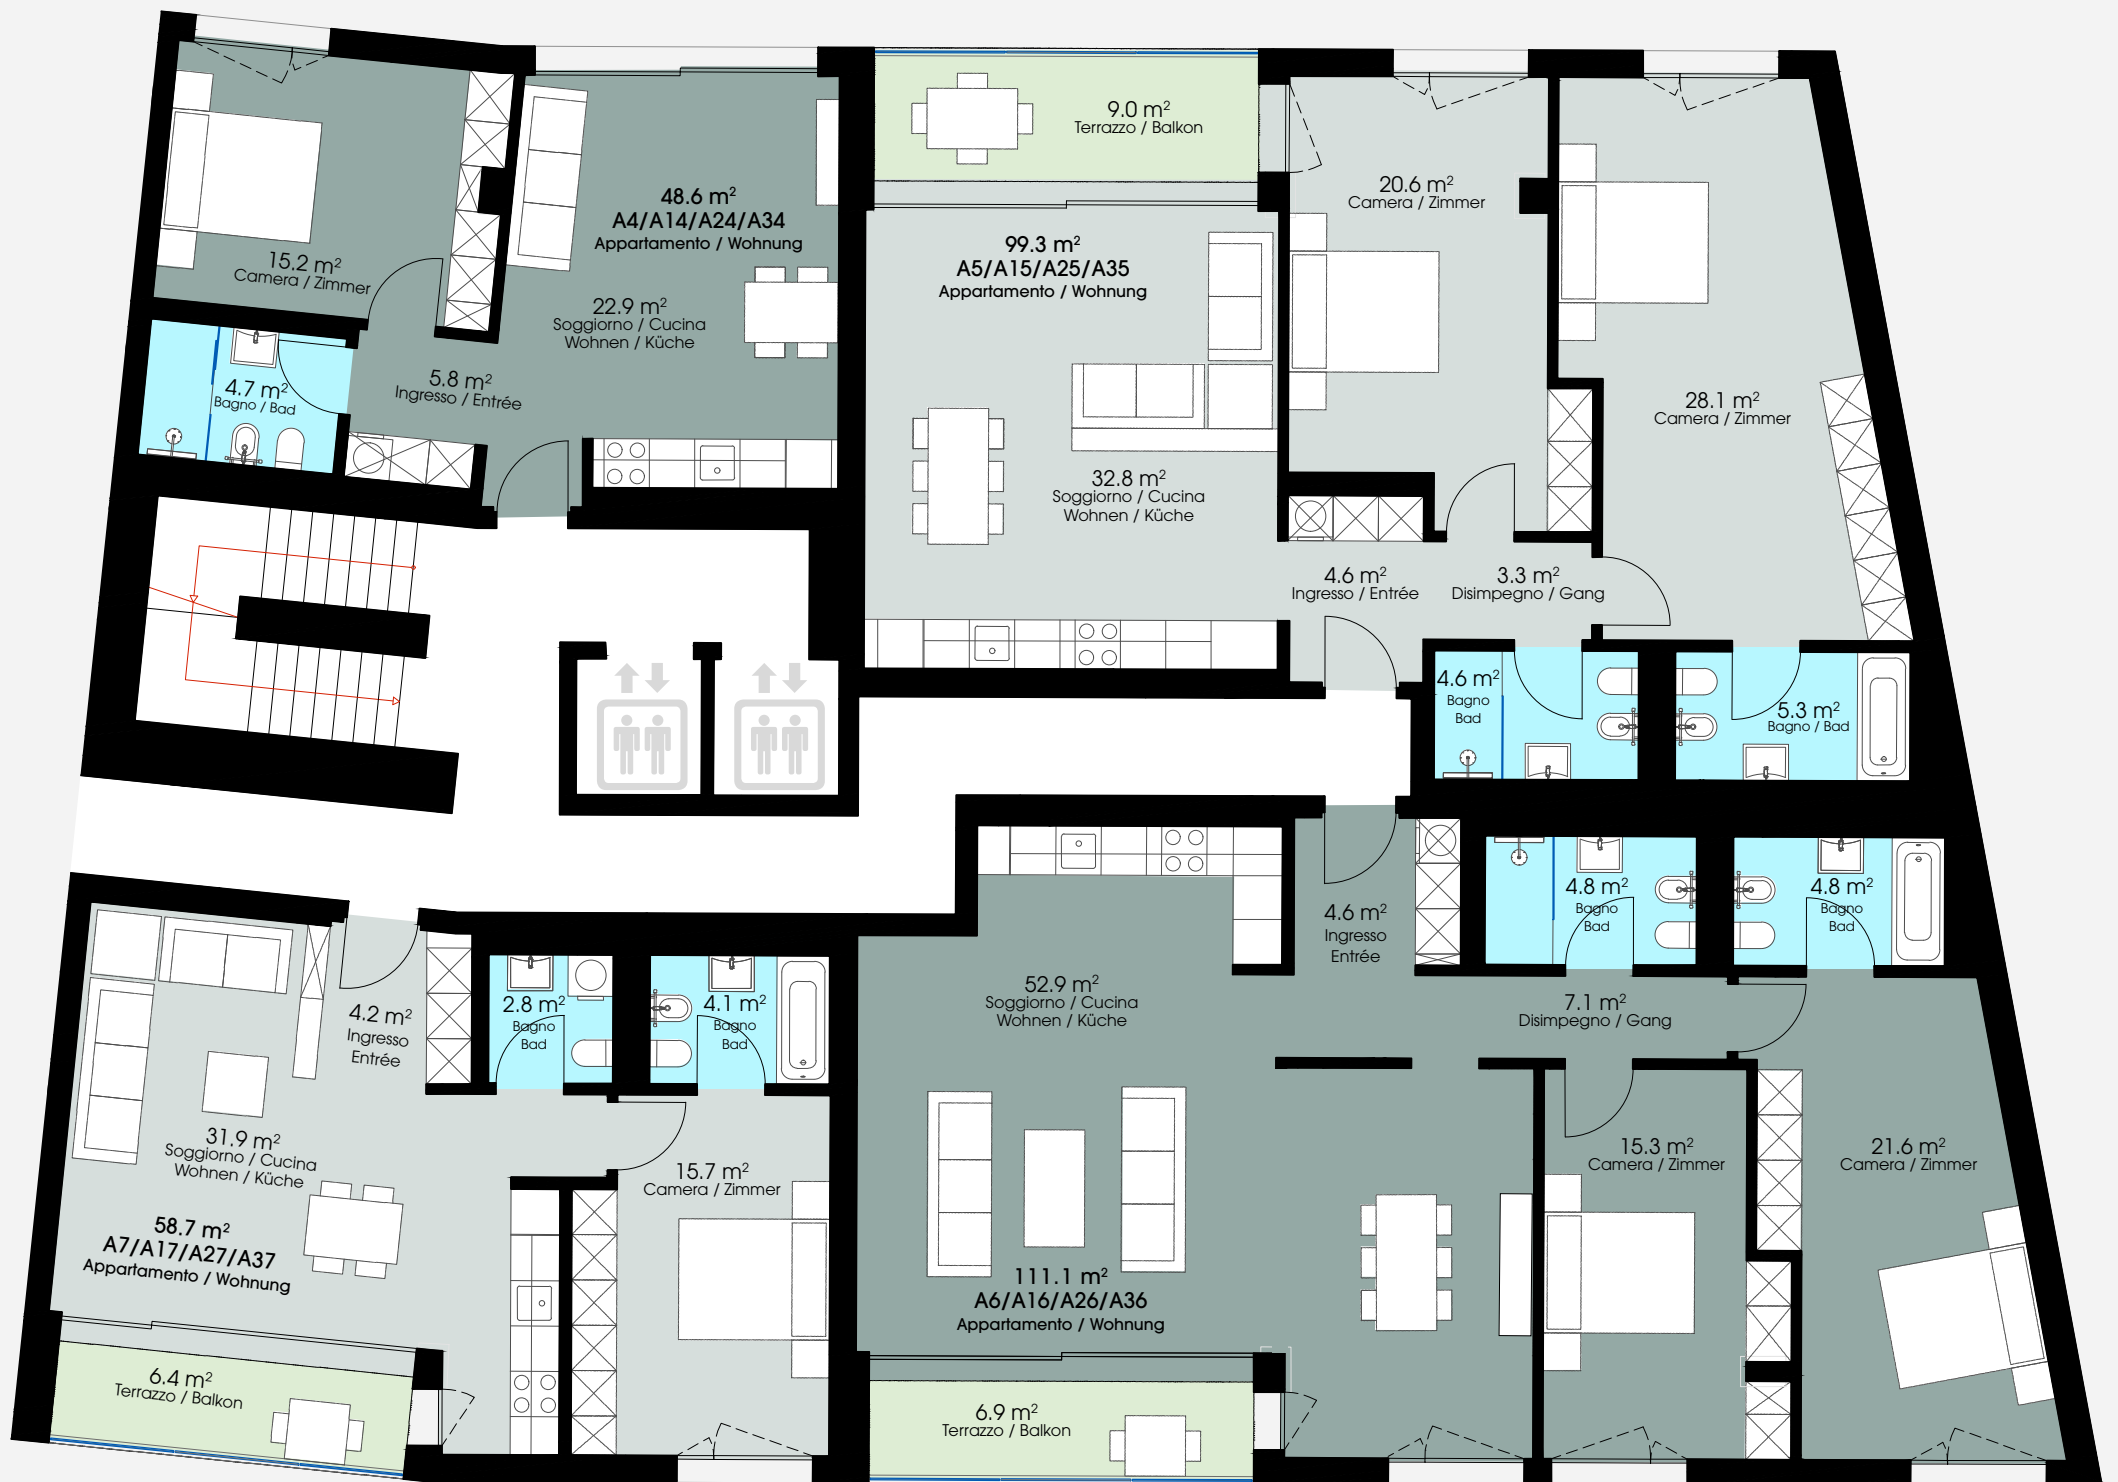 15.2 m²
Camera / Zimmer
48.6 m²
A4/A14/A24/A34
Appartamento / Wohnung
22.9 m²
Soggiorno / Cucina
Wohnen / Küche
4.7 m²
Bagno / Bad
5.8 m²
Ingresso / Entrée
9.0 m²
Terrazzo / Balkon
99.3 m²
A5/A15/A25/A35
Appartamento / Wohnung
20.6 m²
Camera / Zimmer
28.1 m²
Camera / Zimmer
32.8 m²
Soggiorno / Cucina
Wohnen / Küche
4.6 m²
Ingresso / Entrée
3.3 m²
Disimpegno / Gang
4.6 m²
Bagno
Bad
5.3 m²
Bagno / Bad
4.6 m²
Ingresso
Entrée
4.8 m²
Bagno
Bad
4.8 m²
Bagno
Bad
52.9 m²
Soggiorno / Cucina
Wohnen / Küche
7.1 m²
Disimpegno / Gang
15.3 m²
Camera / Zimmer
21.6 m²
Camera / Zimmer
111.1 m²
A6/A16/A26/A36
Appartamento / Wohnung
6.9 m²
Terrazzo / Balkon
4.2 m²
Ingresso
Entrée
2.8 m²
Bagno
Bad
4.1 m²
Bagno
Bad
31.9 m²
Soggiorno / Cucina
Wohnen / Küche
15.7 m²
Camera / Zimmer
58.7 m²
A7/A17/A27/A37
Appartamento / Wohnung
6.4 m²
Terrazzo / Balkon